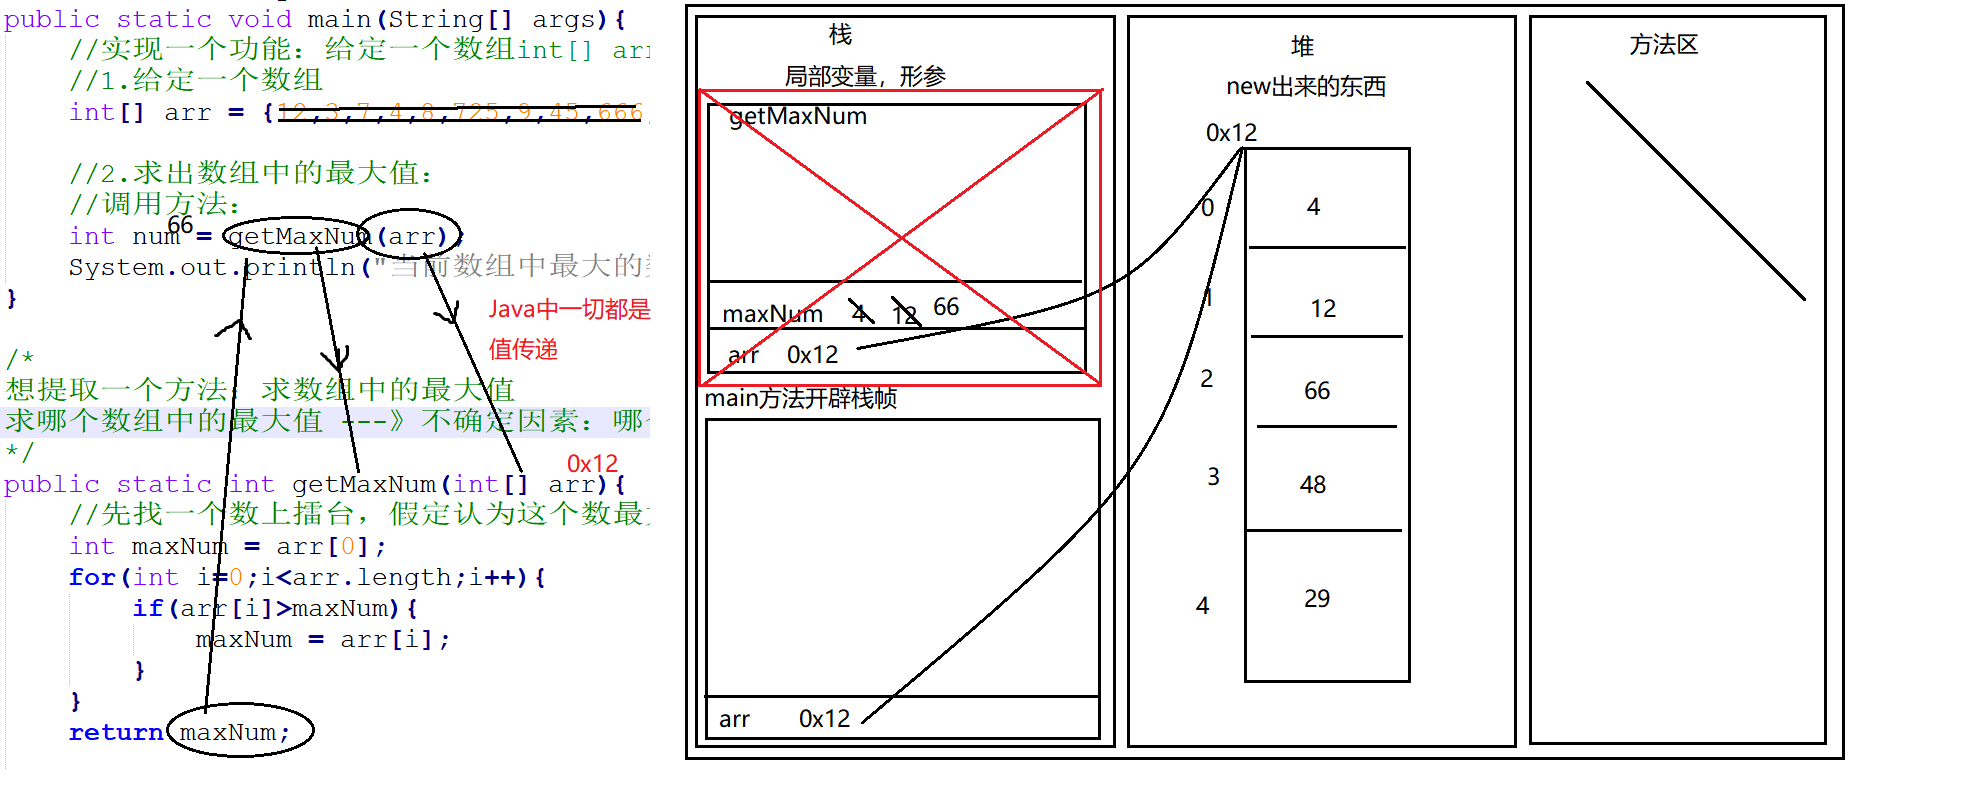 public static void main(String[] args){
//实现一个功能：给定一个数组int[] arr
//1.给定一个数组
int[] arr = {12,3,7,4,8,725,9,45,666,
//2.求出数组中的最大值：
//调用方法：
66
int num = getMaxNum(arr);
System.out.println("当前数组中最大的数
}
Java中一切都是
值传递
/*
想提取一个方法：求数组中的最大值
求哪个数组中的最大值 ---》不确定因素：哪
*/
0x12
public static int getMaxNum(int[] arr){
//先找一个数上擂台，假定认为这个数最
int maxNum = arr[0];
for(int i=0;i<arr.length;i++){
if(arr[i]>maxNum){
maxNum = arr[i];
}
}
return maxNum;
栈
局部变量，形参
getMaxNum
maxNum 4 12 66
arr 0x12
main方法开辟栈帧
arr 0x12
堆
new出来的东西
0x12
0 4
1 12
2 66
3 48
4 29
方法区